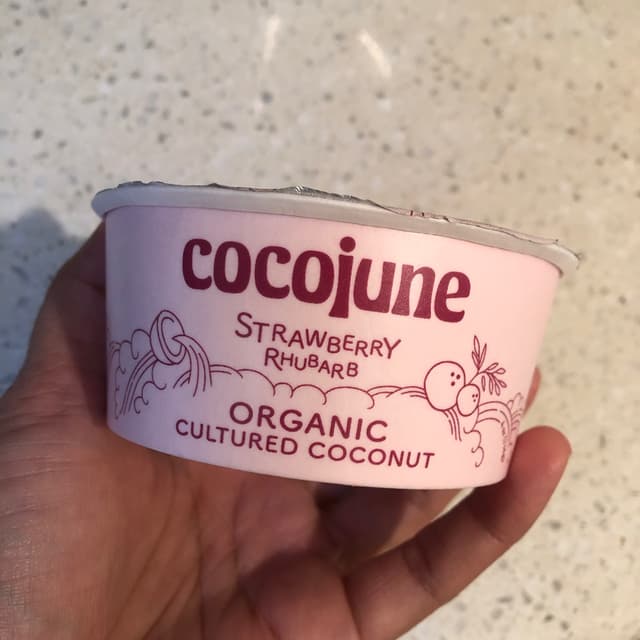 cocojune
STRAWBERRY
RHUBARB
ORGANIC
CULTURED COCONUT